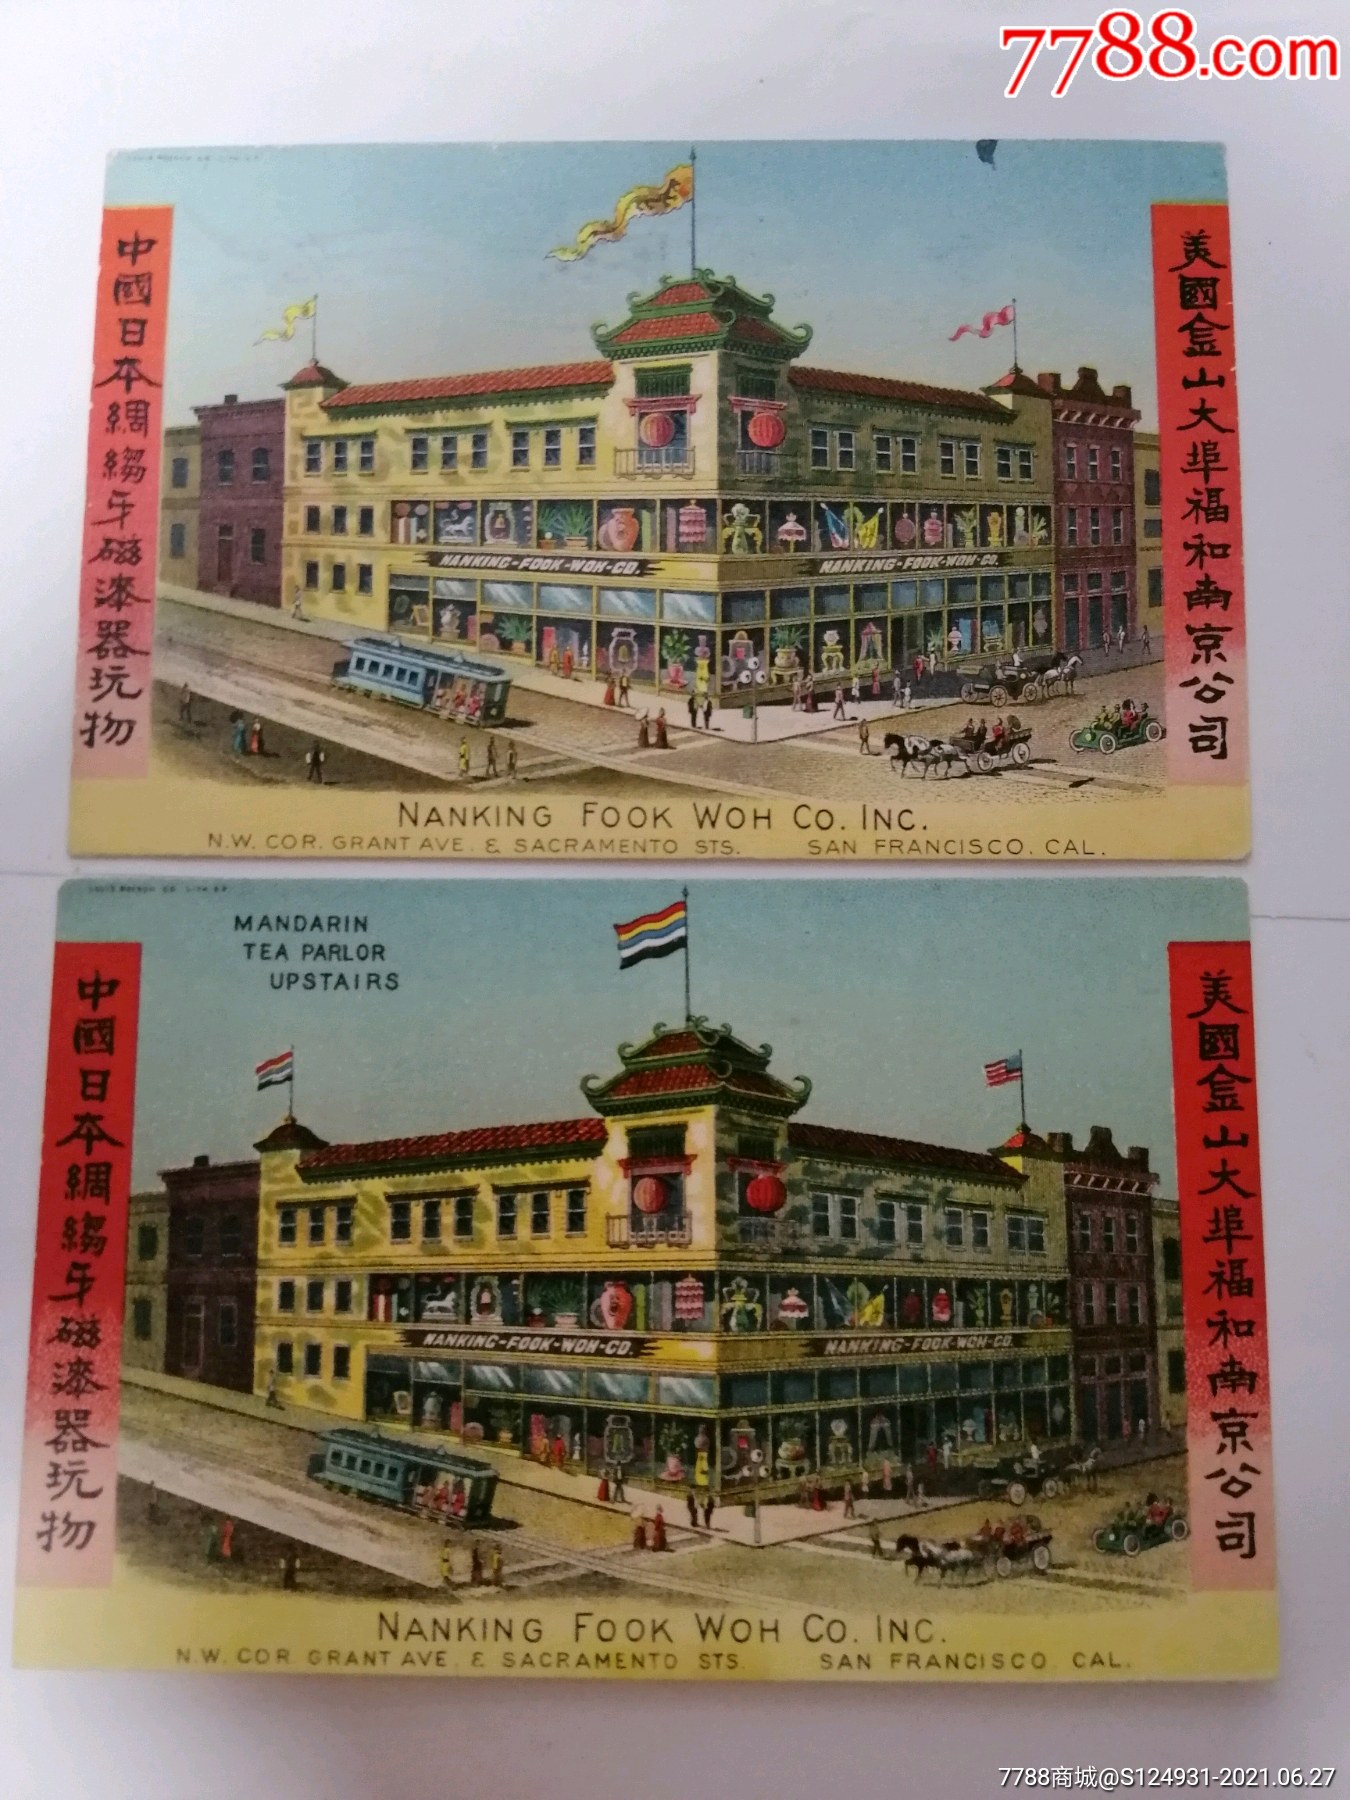 7788.com
中國日本綢縐牙磁漆器玩物
美國金山大埠福和南京公司
NANKING-FOOK-WOH-CO.
NANKING-FOOK-WOH-CO.
NANKING FOOK WOH CO. INC.
N.W. COR. GRANT AVE. & SACRAMENTO STS. SAN FRANCISCO. CAL.
MANDARIN
TEA PARLOR
UPSTAIRS
中國日本綢縐牙磁漆器玩物
美國金山大埠福和南京公司
NANKING-FOOK-WOH-CO.
NANKING-FOOK-WOH-CO.
NANKING FOOK WOH CO. INC.
N.W. COR. GRANT AVE. & SACRAMENTO STS. SAN FRANCISCO. CAL.
7788商城@S124931-2021.06.27